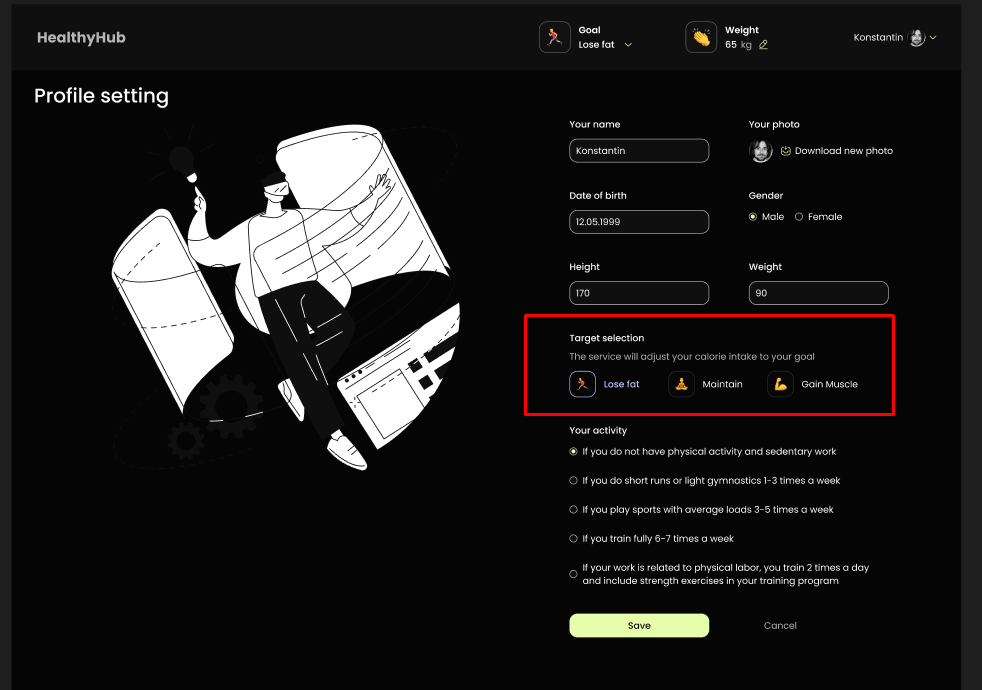 HealthyHub
Goal
Lose fat
Weight
65 kg
Konstantin
Profile setting
Your name
Konstantin
Your photo
Download new photo
Date of birth
12.05.1999
Gender
Male
Female
Height
170
Weight
90
Target selection
The service will adjust your calorie intake to your goal
Lose fat
Maintain
Gain Muscle
Your activity
If you do not have physical activity and sedentary work
If you do short runs or light gymnastics 1-3 times a week
If you play sports with average loads 3-5 times a week
If you train fully 6-7 times a week
If your work is related to physical labor, you train 2 times a day
and include strength exercises in your training program
Save
Cancel